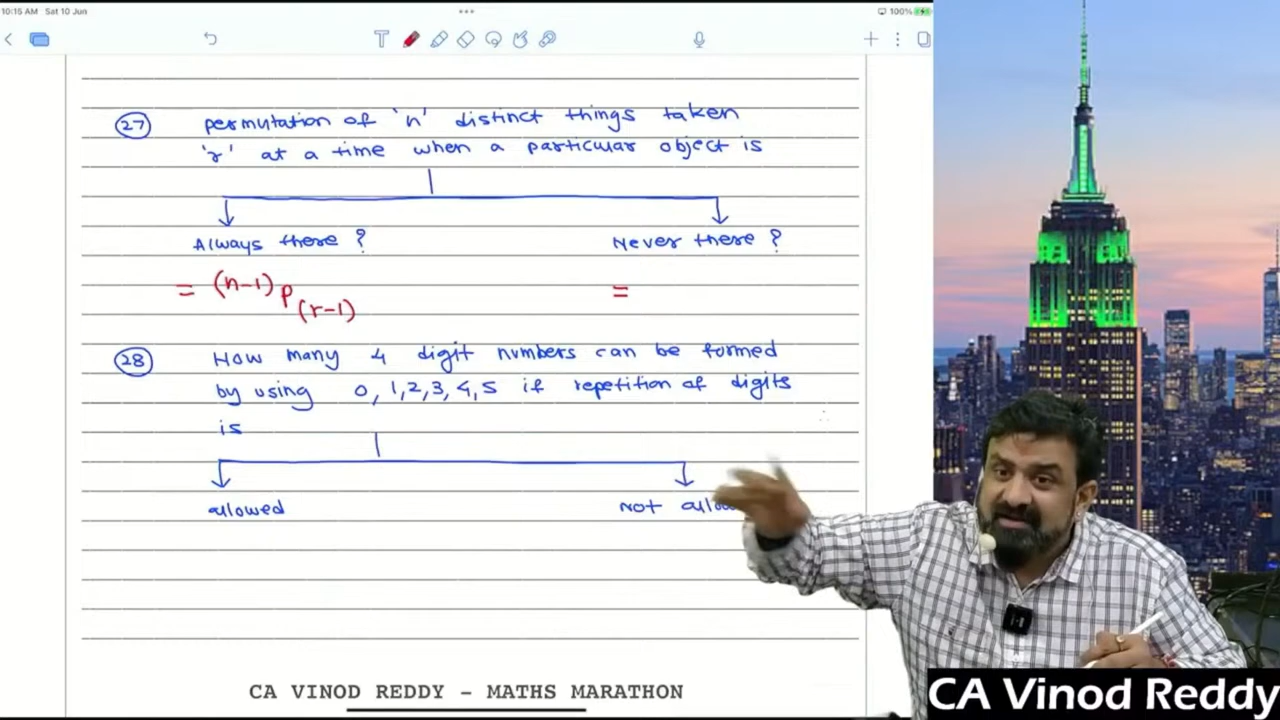 10:15 AM Sat 10 Jun
100%
T
27 permutation of 'n' distinct things taken
'r' at a time when a particular object is
Always there ?
Never there ?
= (n-1) P (r-1)
=
28 How many 4 digit numbers can be formed
by using 0, 1, 2, 3, 4, 5 if repetition of digits
is
allowed
Not
CA VINOD REDDY - MATHS MARATHON
CA Vinod Reddy